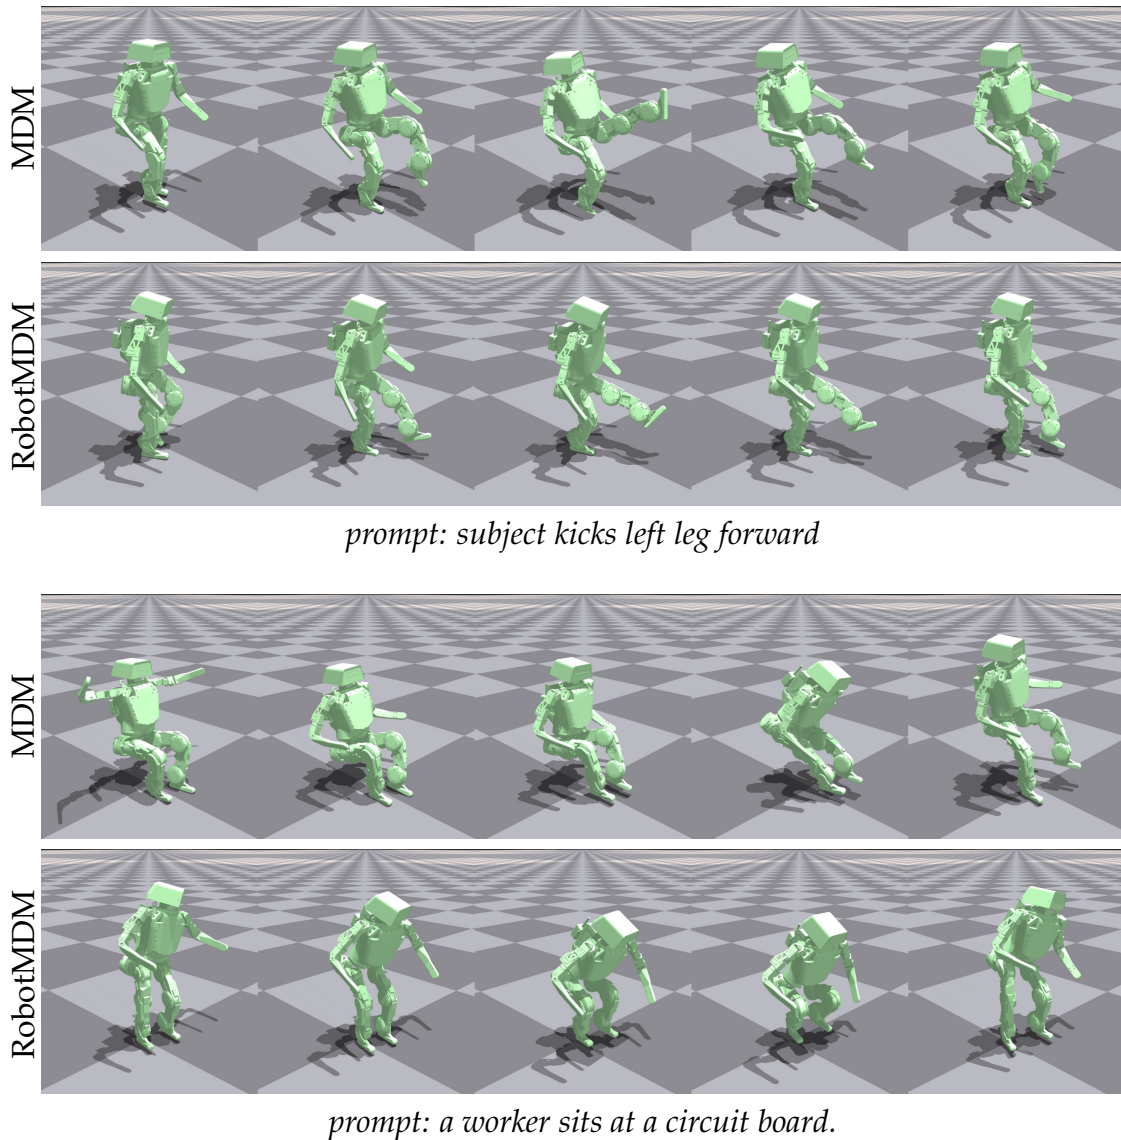 MDM
RobotMDM
prompt: subject kicks left leg forward
MDM
RobotMDM
prompt: a worker sits at a circuit board.